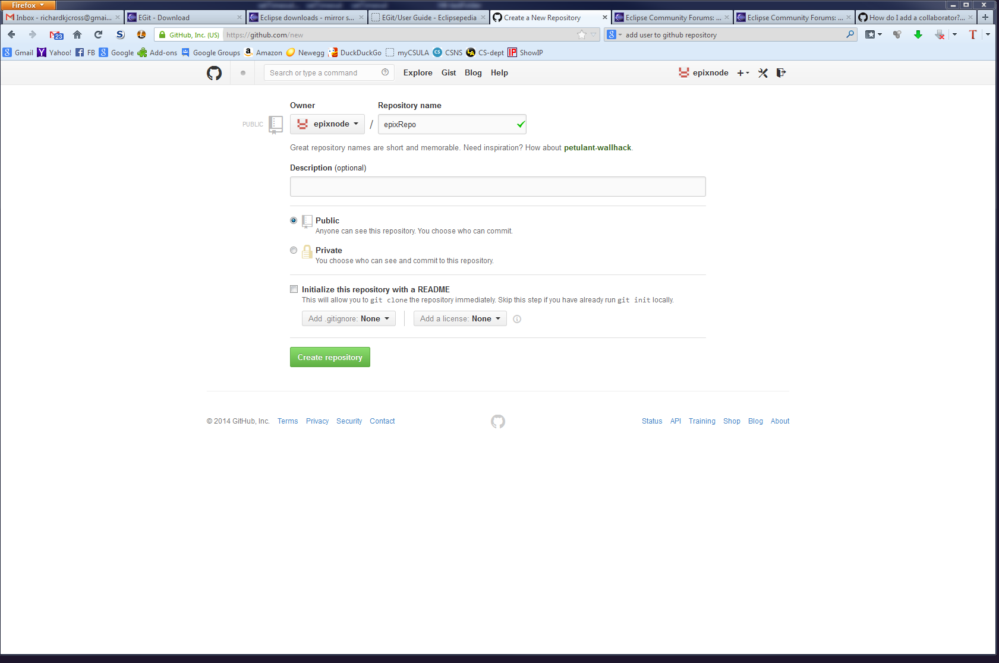 Firefox
Inbox - richardkjcross@gmai...
EGit - Download
Eclipse downloads - mirror s...
EGit/User Guide - Eclipsepedia
Create a New Repository
Eclipse Community Forums: ...
Eclipse Community Forums: ...
How do I add a collaborator?...
23
S
GitHub, Inc. (US)
https://github.com/new
8
add user to github repository
T
Gmail
Yahoo!
FB
Google
Add-ons
Google Groups
Amazon
Newegg
DuckDuckGo
myCSULA
CSNS
CS-dept
ShowIP
Search or type a command
Explore
Gist
Blog
Help
epixnode
Owner
Repository name
PUBLIC
epixnode
/
epixRepo
Great repository names are short and memorable. Need inspiration? How about petulant-wallhack.
Description (optional)
Public
Anyone can see this repository. You choose who can commit.
Private
You choose who can see and commit to this repository.
Initialize this repository with a README
This will allow you to git clone the repository immediately. Skip this step if you have already run git init locally.
Add .gitignore: None
Add a license: None
Create repository
© 2014 GitHub, Inc.
Terms
Privacy
Security
Contact
Status
API
Training
Shop
Blog
About